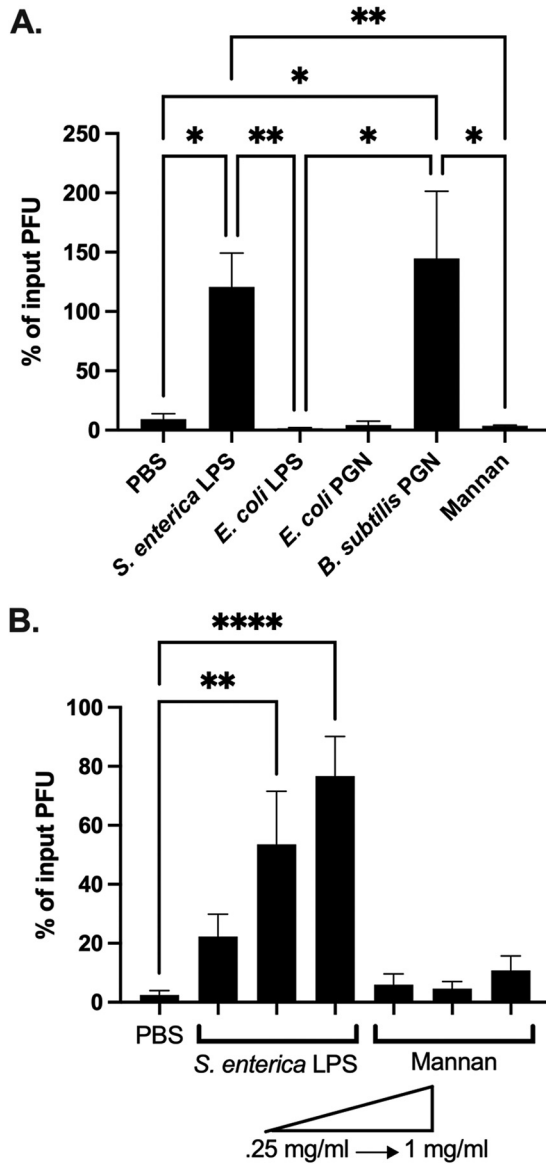 A.
**
*
* ** * *
% of input PFU
250
200
150
100
50
0
PBS
S. enterica LPS
E. coli LPS
E. coli PGN
B. subtilis PGN
Mannan
B.
****
**
% of input PFU
100
80
60
40
20
0
PBS
S. enterica LPS Mannan
.25 mg/ml → 1 mg/ml